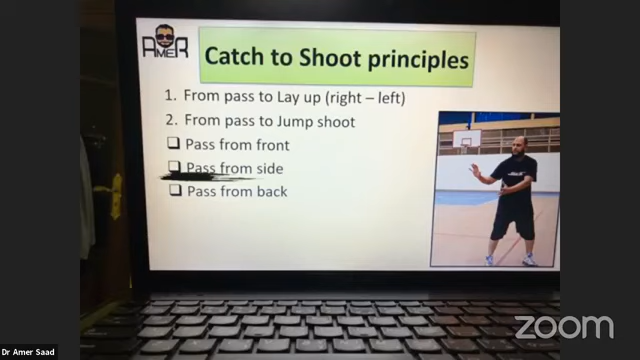 AMER
Catch to Shoot principles
1. From pass to Lay up (right – left)
2. From pass to Jump shoot
❑ Pass from front
❑ Pass from side
❑ Pass from back
Dr Amer Saad
zoom